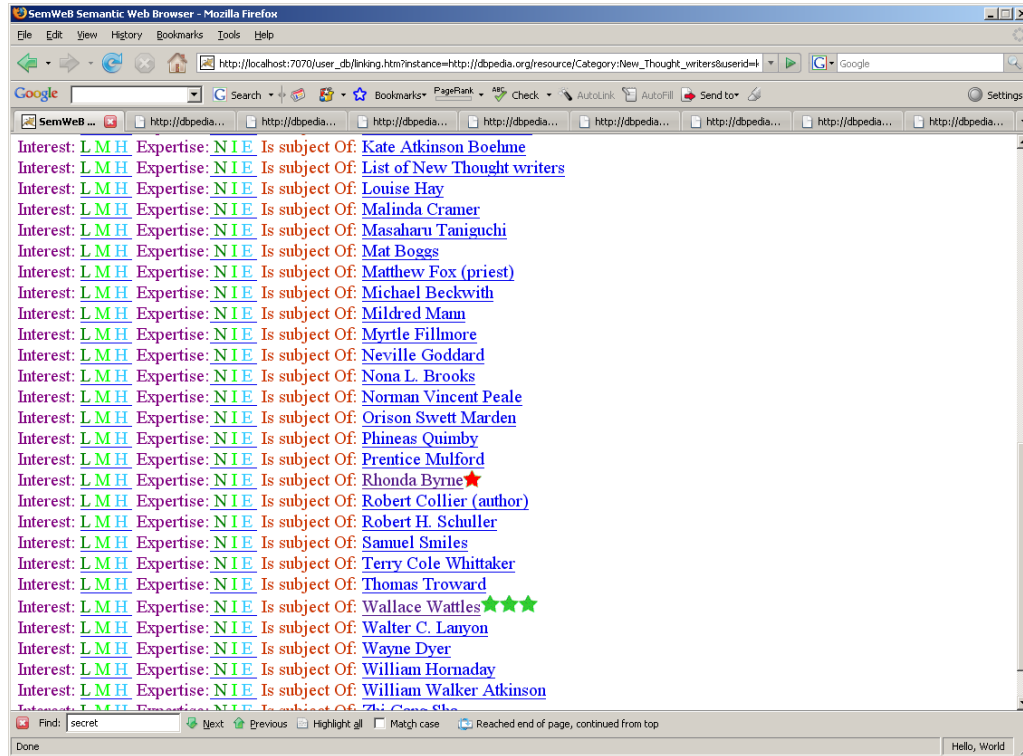 SemWeB Semantic Web Browser - Mozilla Firefox
File Edit View History Bookmarks Tools Help
http://localhost:7070/user_db/linking.htm?instance=http://dbpedia.org/resource/Category:New_Thought_writers&userid=k G Google
Google G Search Bookmarks PageRank ABC Check AutoLink AutoFill Send to Settings
SemWeB ... http://dbpedia... http://dbpedia... http://dbpedia... http://dbpedia... http://dbpedia... http://dbpedia... http://dbpedia... http://dbpedia...
Interest: L M H Expertise: N I E Is subject Of: Kate Atkinson Boehme
Interest: L M H Expertise: N I E Is subject Of: List of New Thought writers
Interest: L M H Expertise: N I E Is subject Of: Louise Hay
Interest: L M H Expertise: N I E Is subject Of: Malinda Cramer
Interest: L M H Expertise: N I E Is subject Of: Masaharu Taniguchi
Interest: L M H Expertise: N I E Is subject Of: Mat Boggs
Interest: L M H Expertise: N I E Is subject Of: Matthew Fox (priest)
Interest: L M H Expertise: N I E Is subject Of: Michael Beckwith
Interest: L M H Expertise: N I E Is subject Of: Mildred Mann
Interest: L M H Expertise: N I E Is subject Of: Myrtle Fillmore
Interest: L M H Expertise: N I E Is subject Of: Neville Goddard
Interest: L M H Expertise: N I E Is subject Of: Nona L. Brooks
Interest: L M H Expertise: N I E Is subject Of: Norman Vincent Peale
Interest: L M H Expertise: N I E Is subject Of: Orison Swett Marden
Interest: L M H Expertise: N I E Is subject Of: Phineas Quimby
Interest: L M H Expertise: N I E Is subject Of: Prentice Mulford
Interest: L M H Expertise: N I E Is subject Of: Rhonda Byrne
Interest: L M H Expertise: N I E Is subject Of: Robert Collier (author)
Interest: L M H Expertise: N I E Is subject Of: Robert H. Schuller
Interest: L M H Expertise: N I E Is subject Of: Samuel Smiles
Interest: L M H Expertise: N I E Is subject Of: Terry Cole Whittaker
Interest: L M H Expertise: N I E Is subject Of: Thomas Troward
Interest: L M H Expertise: N I E Is subject Of: Wallace Wattles
Interest: L M H Expertise: N I E Is subject Of: Walter C. Lanyon
Interest: L M H Expertise: N I E Is subject Of: Wayne Dyer
Interest: L M H Expertise: N I E Is subject Of: William Hornaday
Interest: L M H Expertise: N I E Is subject Of: William Walker Atkinson
Interest: L M H Expertise: N I E Is subject Of: Zhi Gang Sha
Find: secret Next Previous Highlight all Match case Reached end of page, continued from top
Done Hello, World